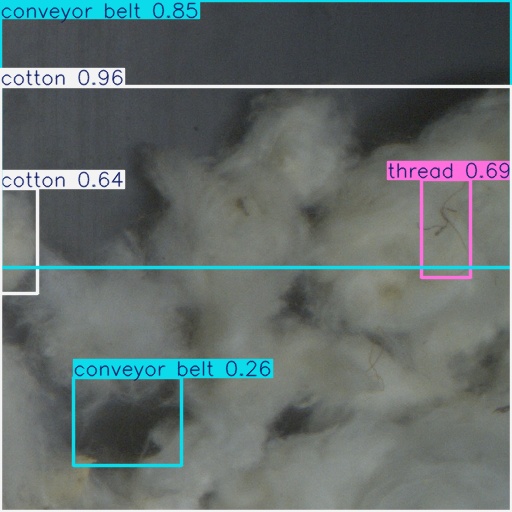 conveyor belt 0.85
cotton 0.96
thread 0.69
cotton 0.64
conveyor belt 0.26